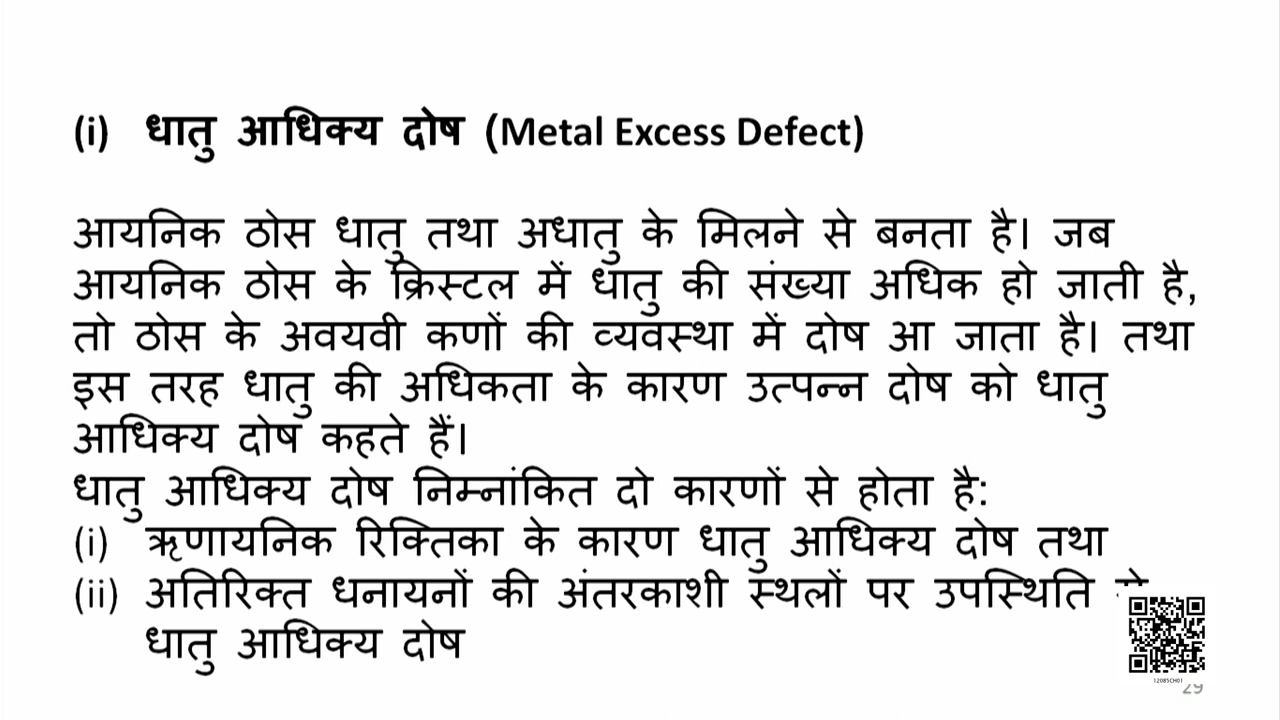 (i) धातु आधिक्य दोष (Metal Excess Defect)
आयनिक ठोस धातु तथा अधातु के मिलने से बनता है। जब
आयनिक ठोस के क्रिस्टल में धातु की संख्या अधिक हो जाती है,
तो ठोस के अवयवी कणों की व्यवस्था में दोष आ जाता है। तथा
इस तरह धातु की अधिकता के कारण उत्पन्न दोष को धातु
आधिक्य दोष कहते हैं।
धातु आधिक्य दोष निम्नांकित दो कारणों से होता है:
(i) ऋणायनिक रिक्तिका के कारण धातु आधिक्य दोष तथा
(ii) अतिरिक्त धनायनों की अंतरकाशी स्थलों पर उपस्थिति
धातु आधिक्य दोष
12085CH01
29